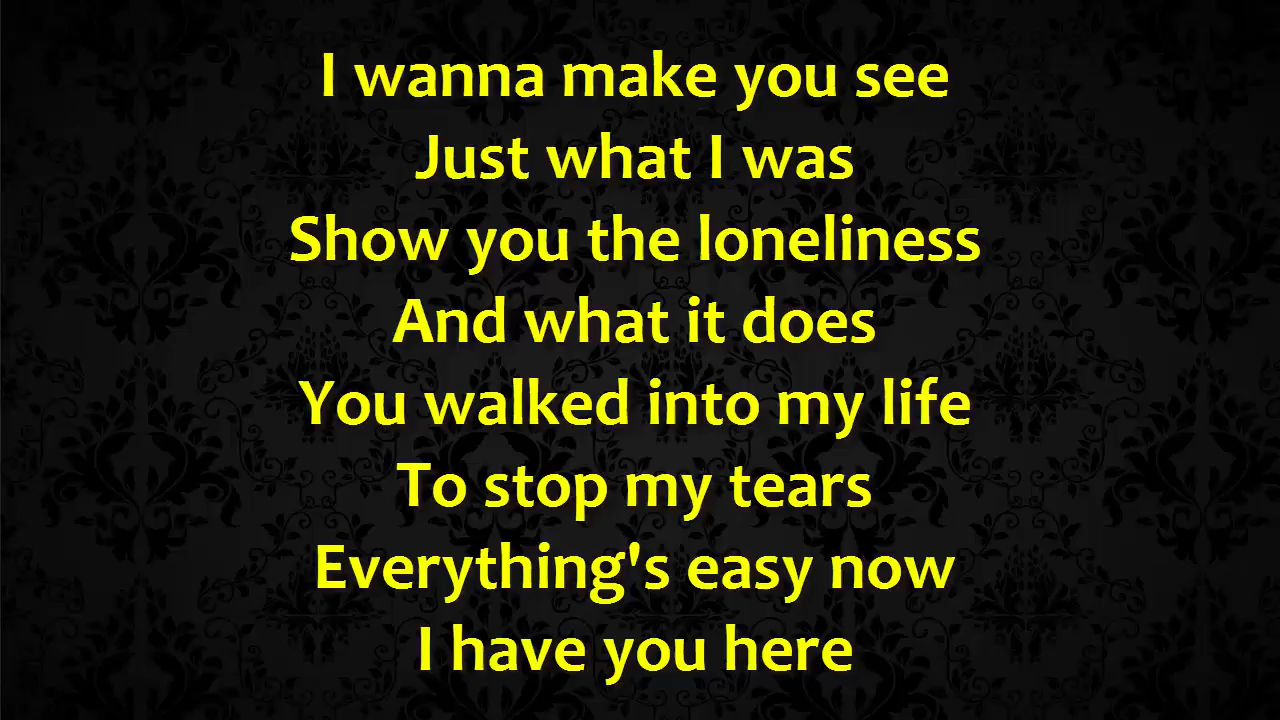 I wanna make you see
Just what I was
Show you the loneliness
And what it does
You walked into my life
To stop my tears
Everything's easy now
I have you here